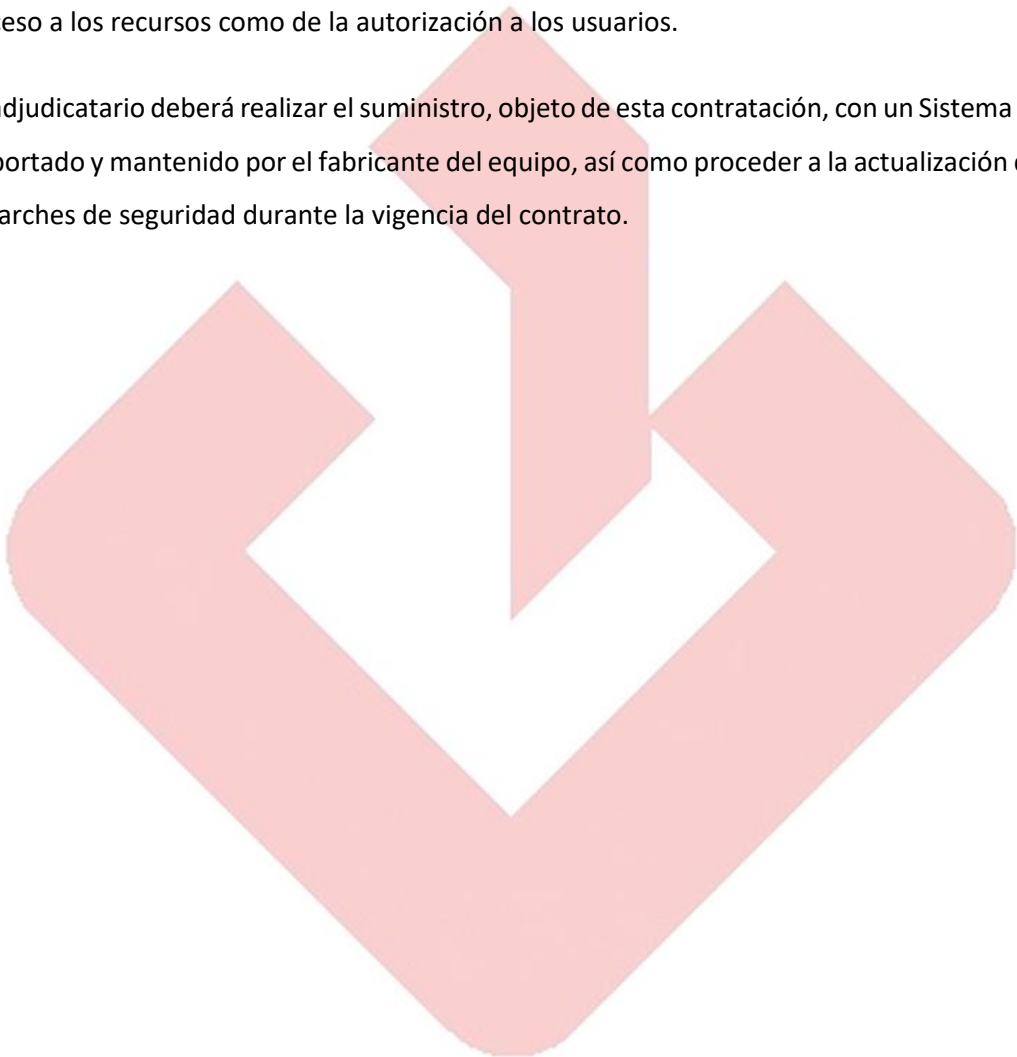 ceso a los recursos como de la autorización a los usuarios.
adjudicatario deberá realizar el suministro, objeto de esta contratación, con un Sistema
portado y mantenido por el fabricante del equipo, así como proceder a la actualización
arches de seguridad durante la vigencia del contrato.